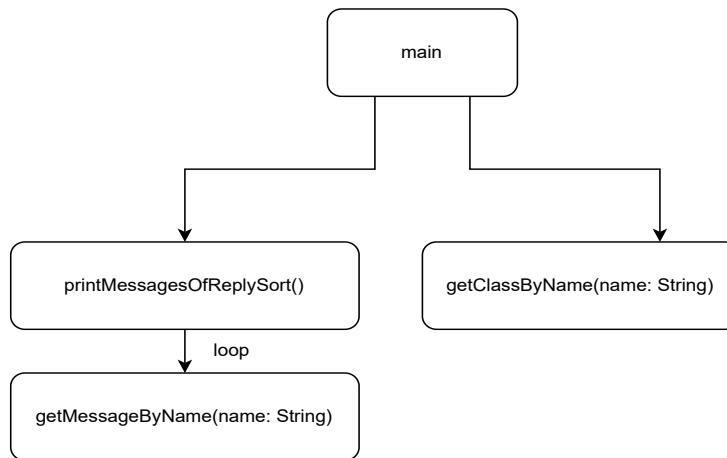 main
printMessagesOfReplySort()
getClassByName(name: String)
loop
getMessageByName(name: String)